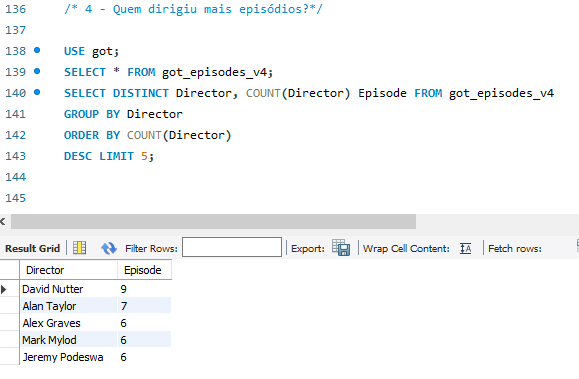 136 /* 4 - Quem dirigiu mais episódios?*/
137
138 USE got;
139 SELECT * FROM got_episodes_v4;
140 SELECT DISTINCT Director, COUNT(Director) Episode FROM got_episodes_v4
141 GROUP BY Director
142 ORDER BY COUNT(Director)
143 DESC LIMIT 5;
144
145
Result Grid Filter Rows: Export: Wrap Cell Content: IA Fetch rows:
Director Episode
David Nutter 9
Alan Taylor 7
Alex Graves 6
Mark Mylod 6
Jeremy Podeswa 6